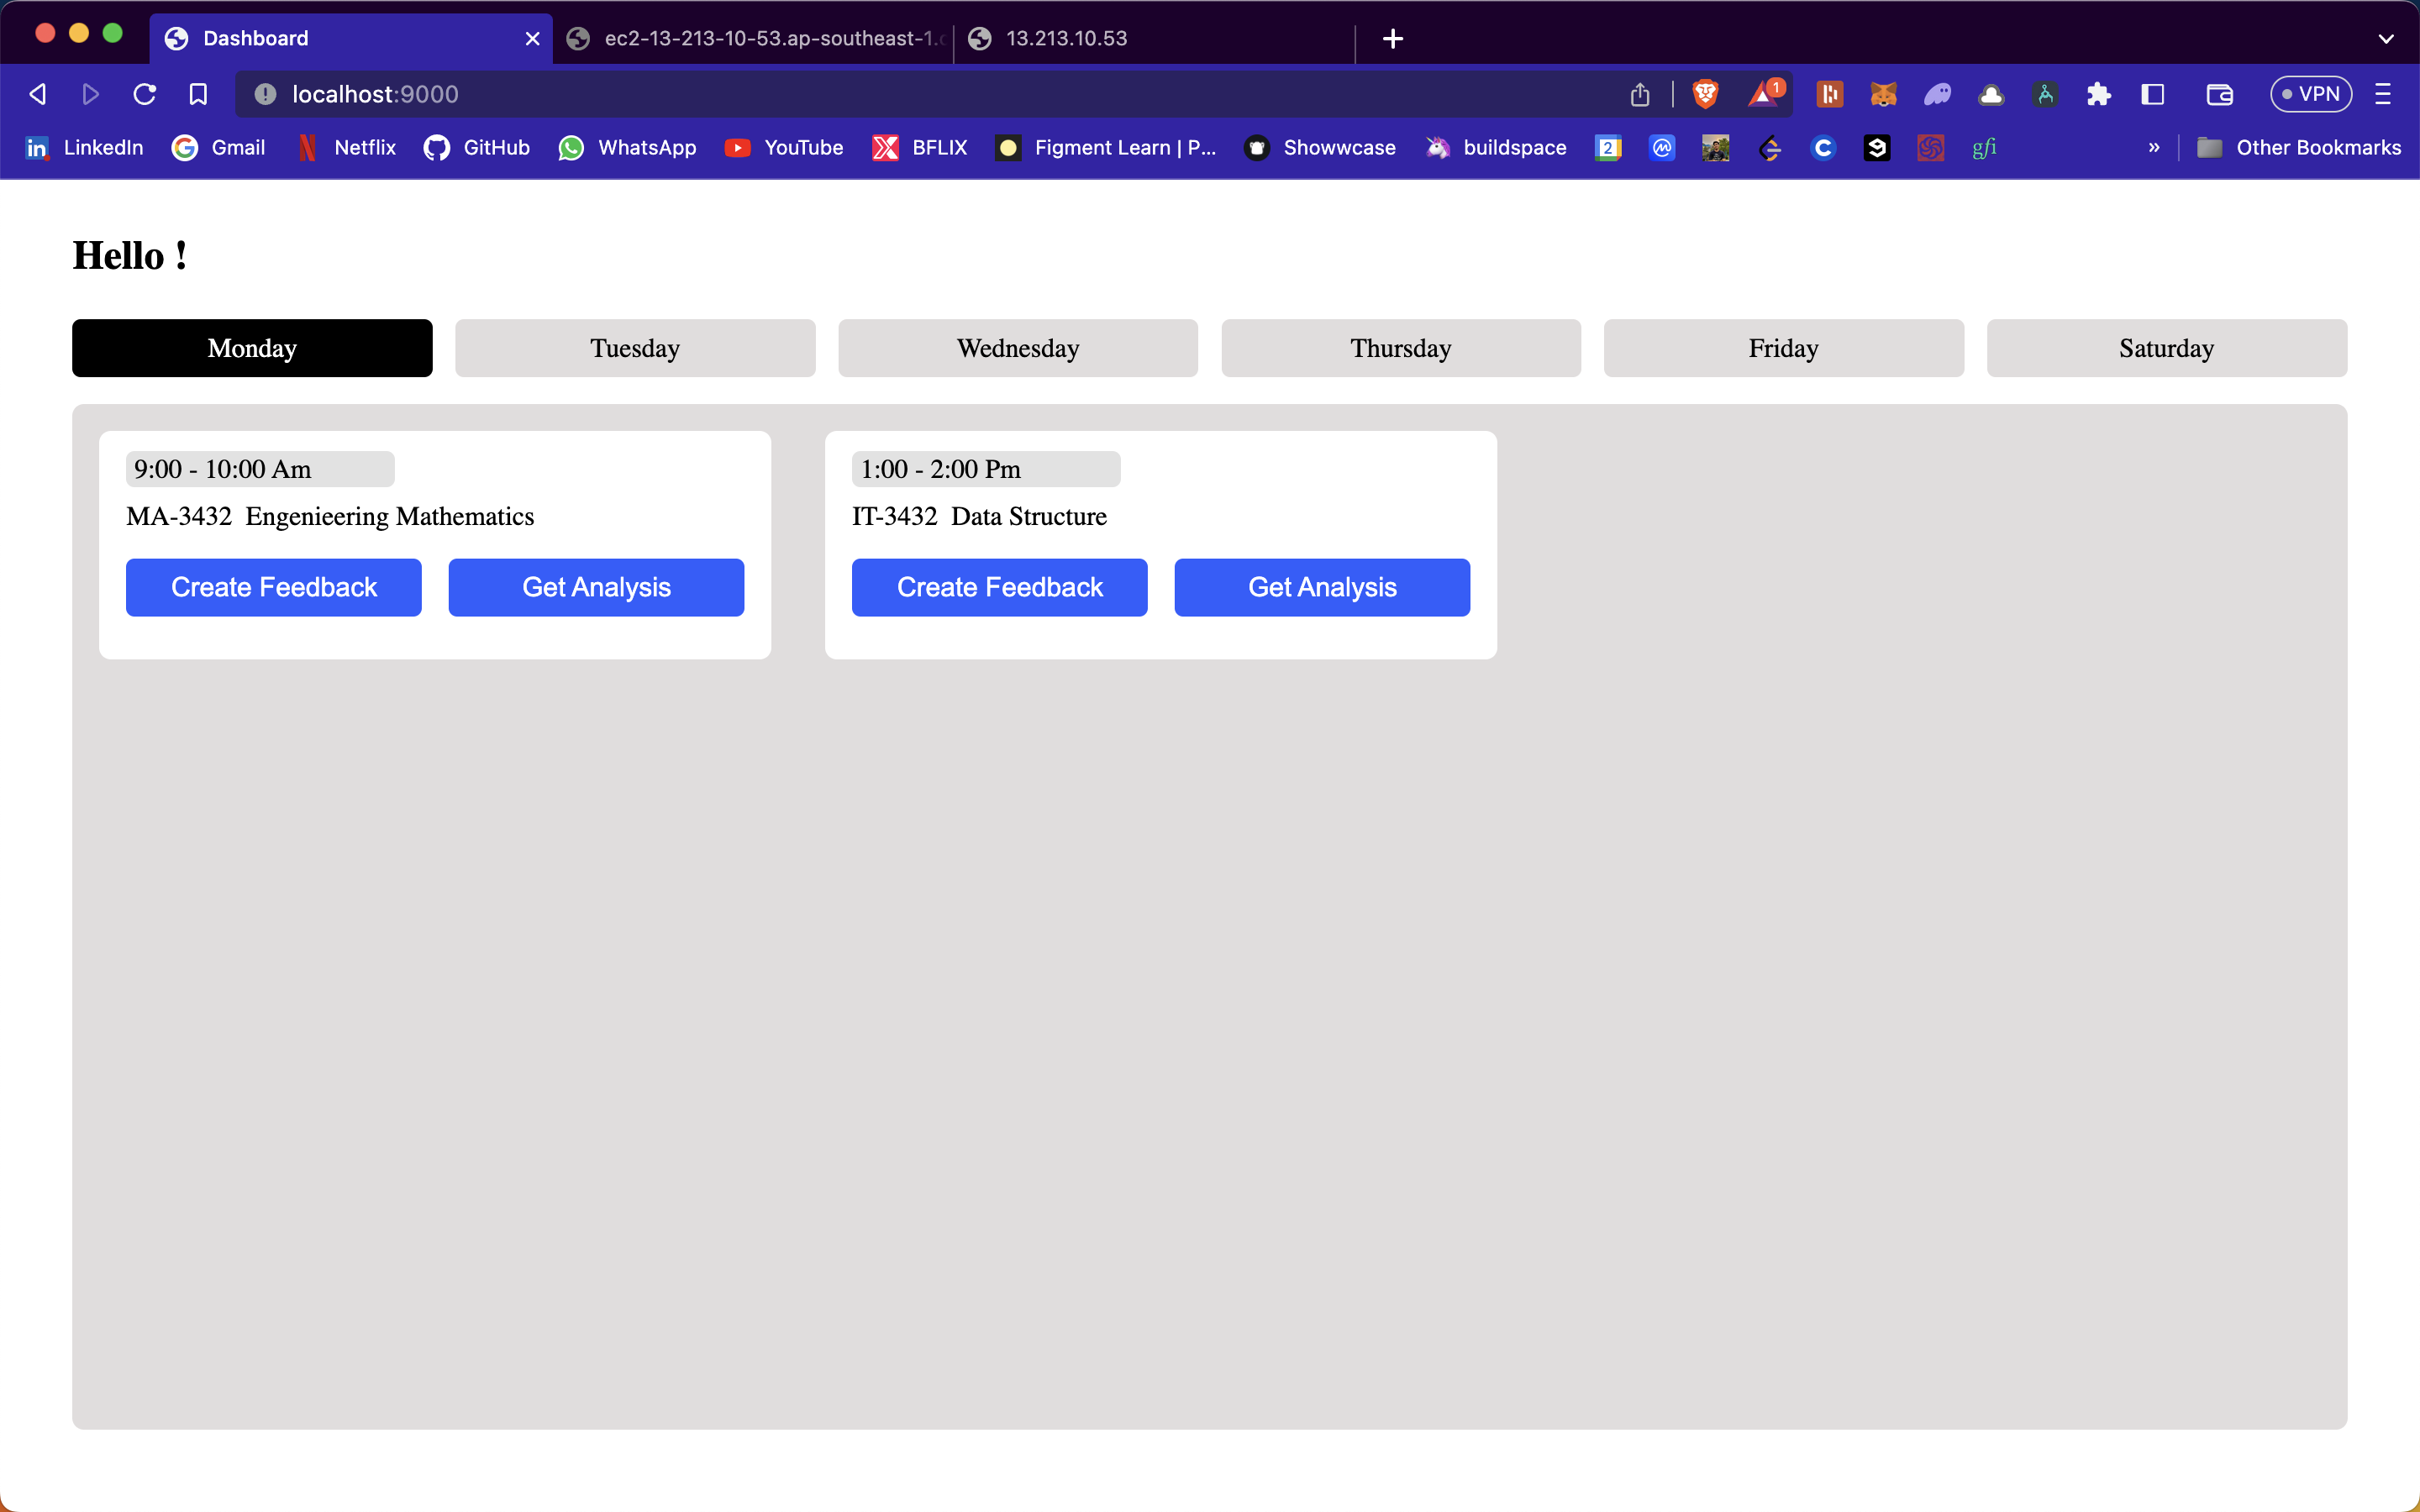 Dashboard ec2-13-213-10-53.ap-southeast-1. 13.213.10.53
localhost:9000 1 VPN
in LinkedIn Gmail Netflix GitHub WhatsApp YouTube BFLIX Figment Learn | P... Showwcase buildspace 2 gfi » Other Bookmarks
Hello !
Monday Tuesday Wednesday Thursday Friday Saturday
9:00 - 10:00 Am
MA-3432 Engenieering Mathematics
Create Feedback Get Analysis
1:00 - 2:00 Pm
IT-3432 Data Structure
Create Feedback Get Analysis